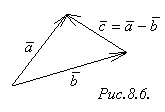 c̅ = a̅ − b̅
a̅
b̅
Рис.8.6.